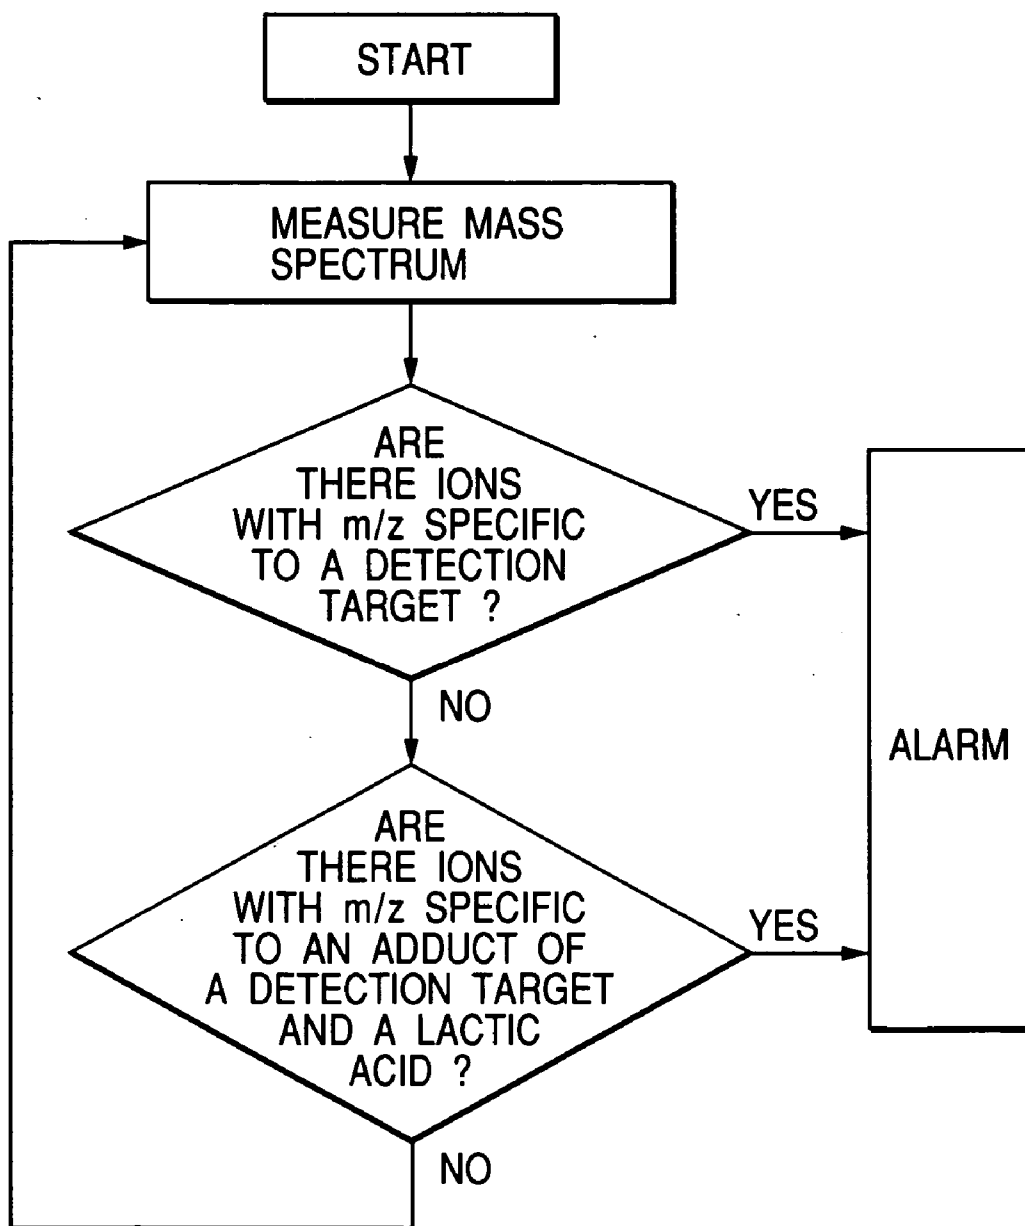 START
MEASURE MASS
SPECTRUM
ARE
THERE IONS
WITH m/z SPECIFIC
TO A DETECTION
TARGET ?
YES
NO
ALARM
ARE
THERE IONS
WITH m/z SPECIFIC
TO AN ADDUCT OF
A DETECTION TARGET
AND A LACTIC
ACID ?
YES
NO